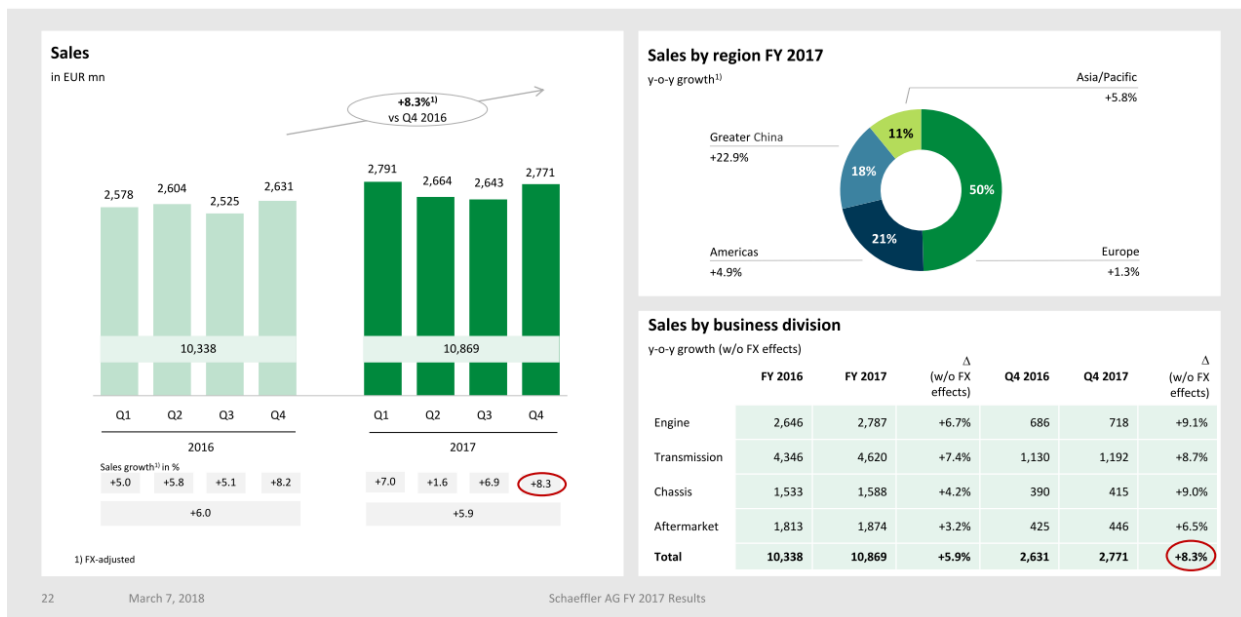 Sales
in EUR mn
+8.3%1)
vs Q4 2016
2,578
2,604
2,525
2,631
2,791
2,664
2,643
2,771
10,338
10,869
Q1 Q2 Q3 Q4 Q1 Q2 Q3 Q4
2016 2017
Sales growth1) in %
+5.0 +5.8 +5.1 +8.2 +7.0 +1.6 +6.9 +8.3
+6.0 +5.9
1) FX-adjusted
Sales by region FY 2017
y-o-y growth1)
Asia/Pacific
+5.8%
Greater China
+22.9%
Americas
+4.9%
Europe
+1.3%
11%
18%
21%
50%
Sales by business division
y-o-y growth (w/o FX effects)
FY 2016 FY 2017 Δ (w/o FX effects) Q4 2016 Q4 2017 Δ (w/o FX effects)
Engine 2,646 2,787 +6.7% 686 718 +9.1%
Transmission 4,346 4,620 +7.4% 1,130 1,192 +8.7%
Chassis 1,533 1,588 +4.2% 390 415 +9.0%
Aftermarket 1,813 1,874 +3.2% 425 446 +6.5%
Total 10,338 10,869 +5.9% 2,631 2,771 +8.3%
22 March 7, 2018 Schaeffler AG FY 2017 Results